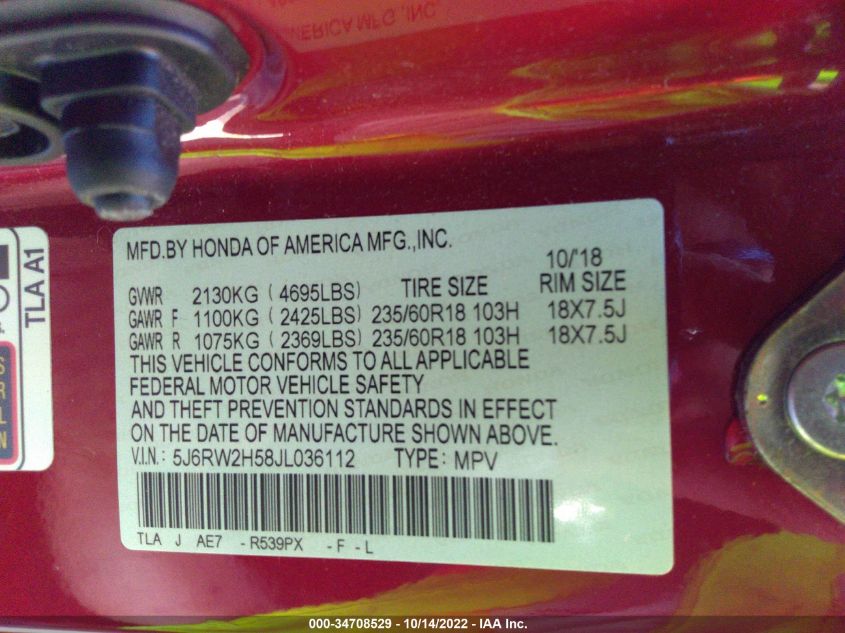 AMERICA MFG.,INC.
MFD.BY HONDA OF AMERICA MFG.,INC.
10/'18
GVWR 2130KG ( 4695LBS) TIRE SIZE RIM SIZE
GAWR F 1100KG ( 2425LBS) 235/60R18 103H 18X7.5J
GAWR R 1075KG ( 2369LBS) 235/60R18 103H 18X7.5J
THIS VEHICLE CONFORMS TO ALL APPLICABLE
FEDERAL MOTOR VEHICLE SAFETY
AND THEFT PREVENTION STANDARDS IN EFFECT
ON THE DATE OF MANUFACTURE SHOWN ABOVE.
V.I.N.: 5J6RW2H58JL036112 TYPE: MPV
TLA J AE7 -R539PX -F -L
TLA A1
000-34708529 - 10/14/2022 - IAA Inc.